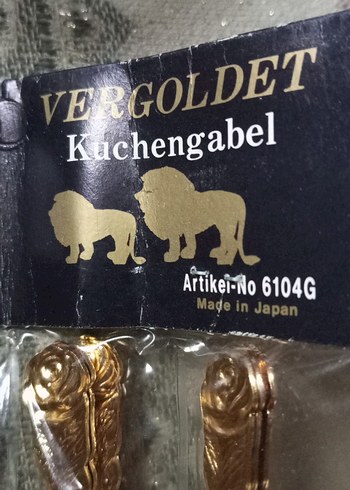 VERGOLDET
Kuchengabel
Artikel-No 6104G
Made in Japan